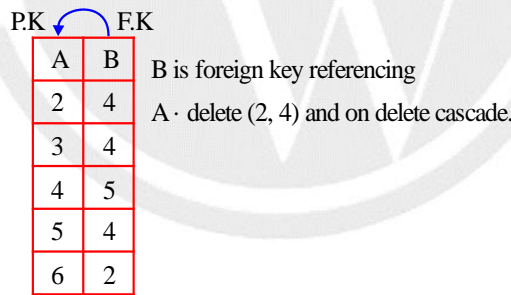 P.K F.K
A B
2 4
3 4
4 5
5 4
6 2
B is foreign key referencing
A · delete (2, 4) and on delete cascade.